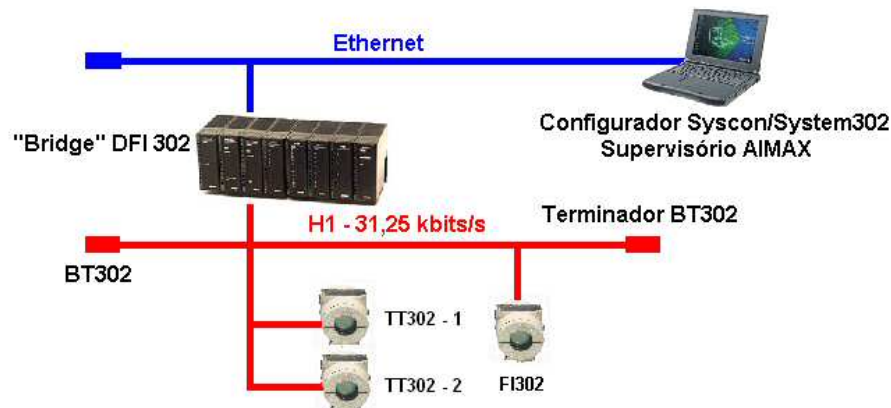 Ethernet
"Bridge" DFI 302
Configurador Syscon/System302
Supervisório AIMAX
H1 - 31,25 kbits/s
Terminador BT302
BT302
TT302 - 1
TT302 - 2
FI302